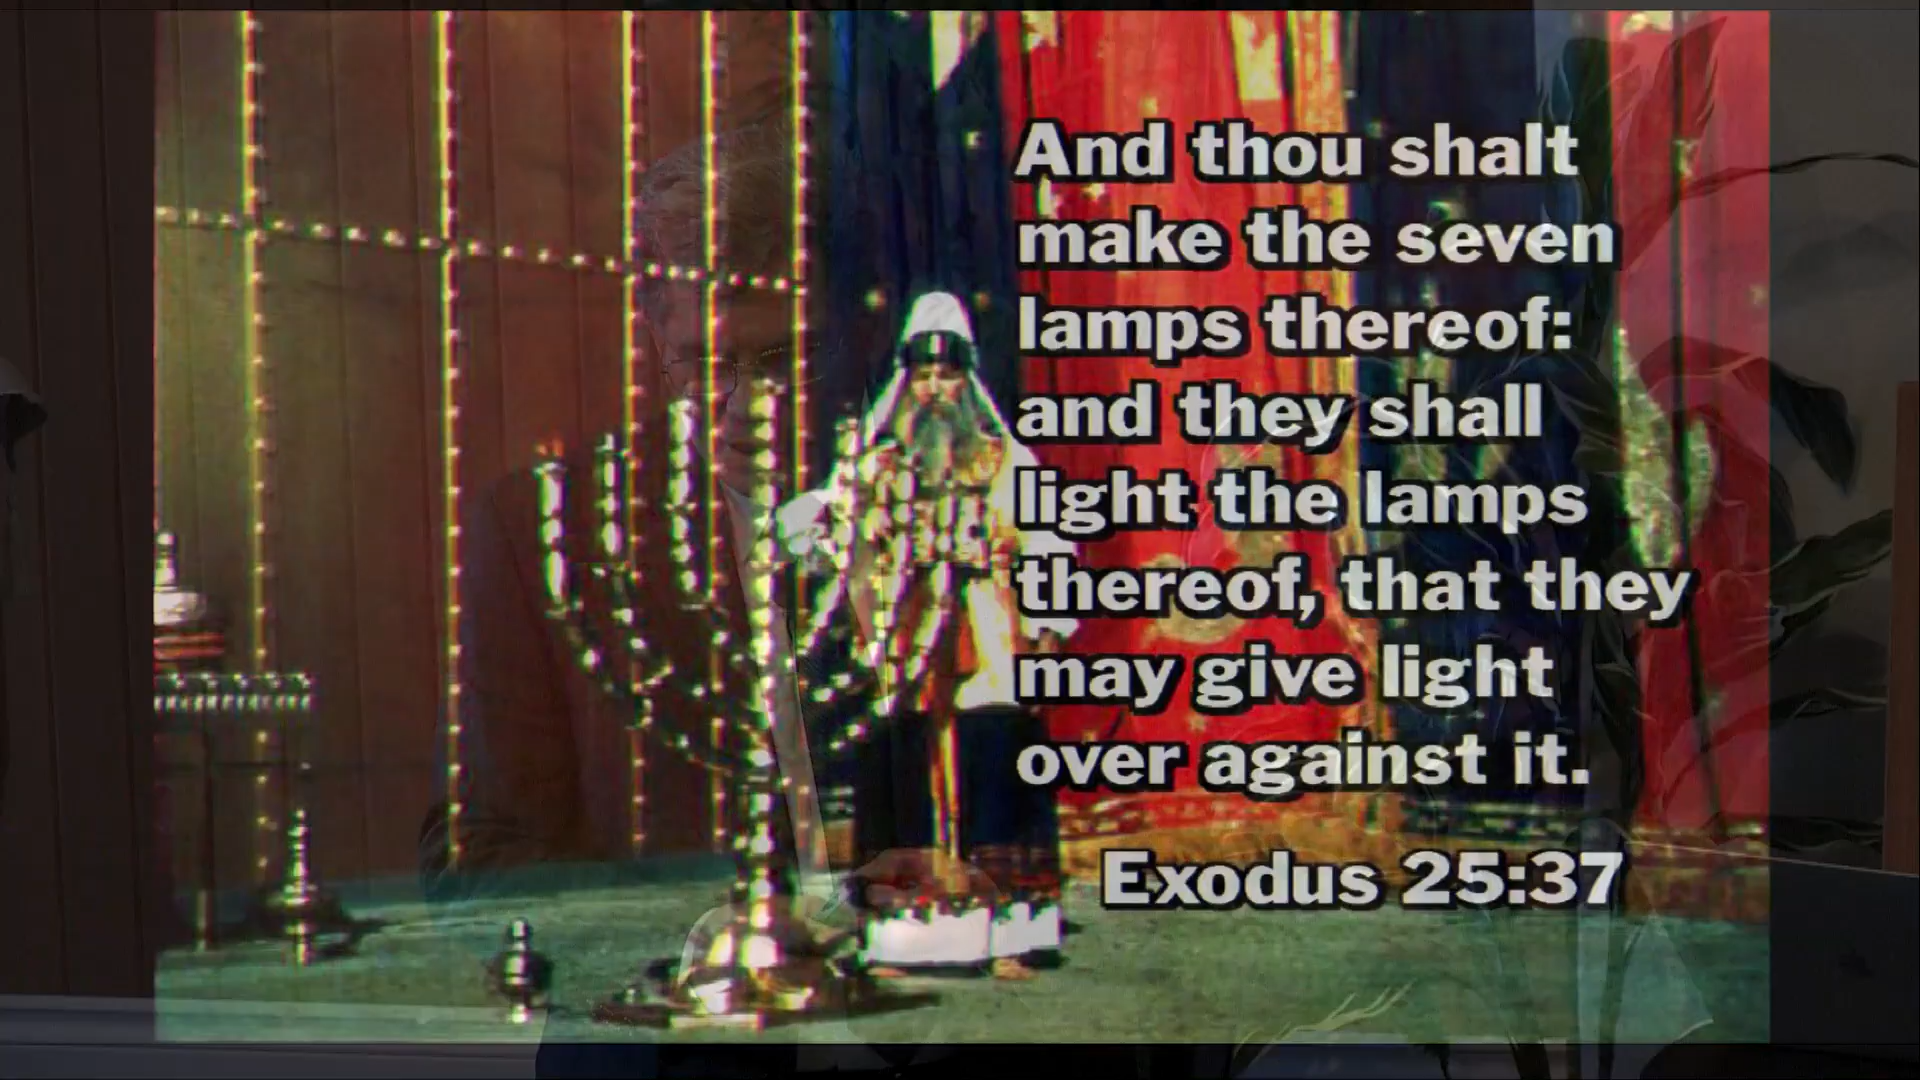 And thou shalt
make the seven
lamps thereof:
and they shall
light the lamps
thereof, that they
may give light
over against it.
Exodus 25:37